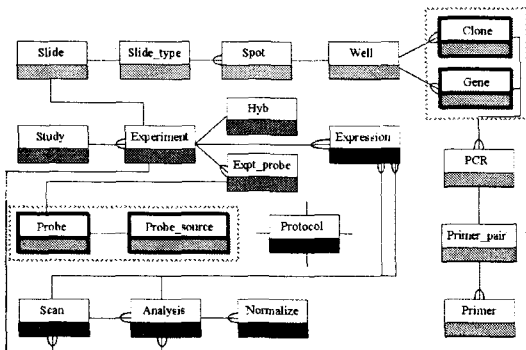 Slide
Slide_type
Spot
Well
Clone
Gene
Study
Experiment
Hyb
Expression
Expt_probe
PCR
Probe
Probe_source
Protocol
Primer_pair
Scan
Analysis
Normalize
Primer